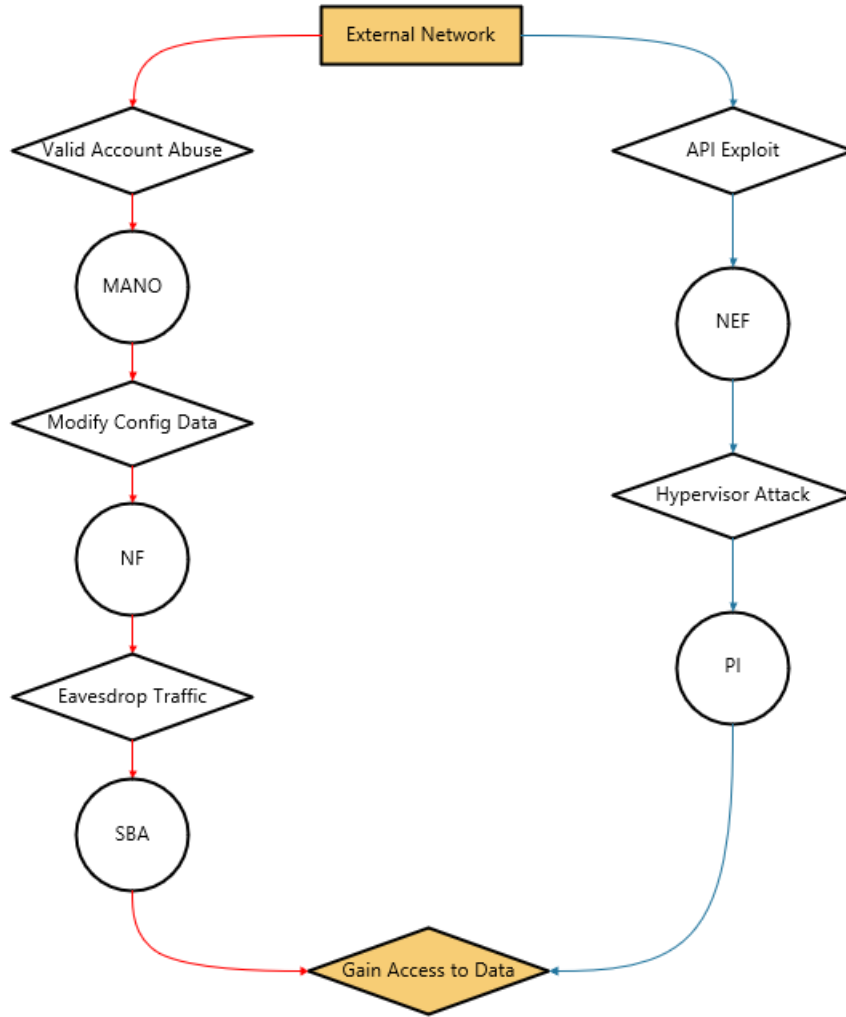 External Network
Valid Account Abuse
API Exploit
MANO
NEF
Modify Config Data
Hypervisor Attack
NF
PI
Eavesdrop Traffic
SBA
Gain Access to Data